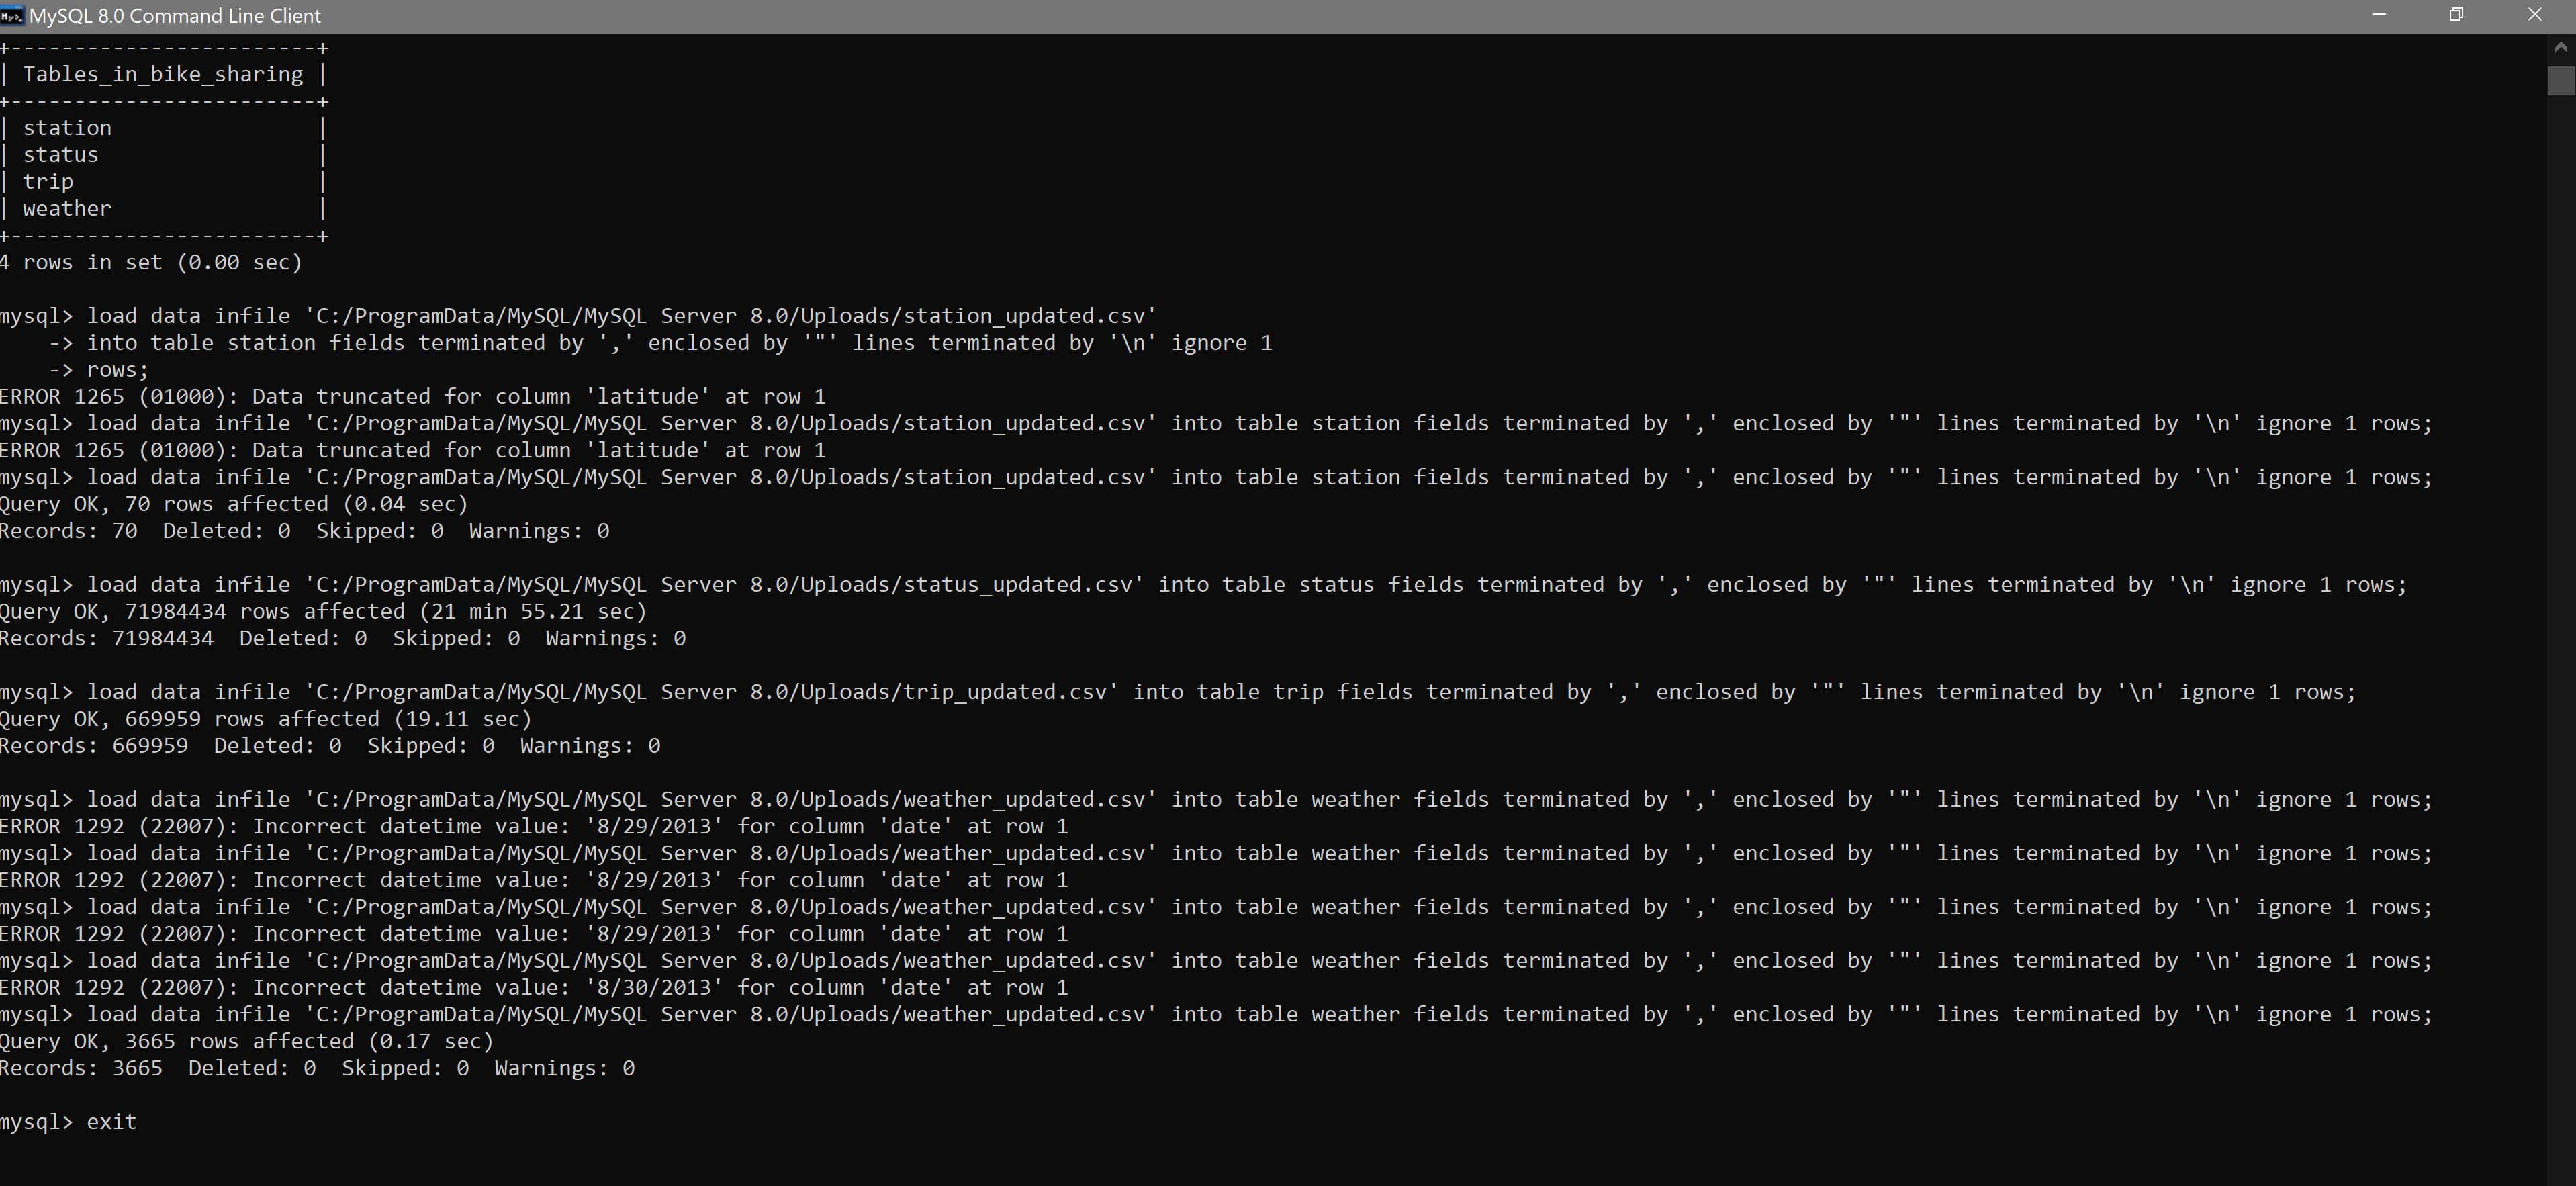 MySQL 8.0 Command Line Client
+------------------------+
| Tables_in_bike_sharing |
+------------------------+
| station                |
| status                 |
| trip                   |
| weather                |
+------------------------+
4 rows in set (0.00 sec)
mysql> load data infile 'C:/ProgramData/MySQL/MySQL Server 8.0/Uploads/station_updated.csv'
    -> into table station fields terminated by ',' enclosed by '"' lines terminated by '\n' ignore 1
    -> rows;
ERROR 1265 (01000): Data truncated for column 'latitude' at row 1
mysql> load data infile 'C:/ProgramData/MySQL/MySQL Server 8.0/Uploads/station_updated.csv' into table station fields terminated by ',' enclosed by '"' lines terminated by '\n' ignore 1 rows;
ERROR 1265 (01000): Data truncated for column 'latitude' at row 1
mysql> load data infile 'C:/ProgramData/MySQL/MySQL Server 8.0/Uploads/station_updated.csv' into table station fields terminated by ',' enclosed by '"' lines terminated by '\n' ignore 1 rows;
Query OK, 70 rows affected (0.04 sec)
Records: 70  Deleted: 0  Skipped: 0  Warnings: 0
mysql> load data infile 'C:/ProgramData/MySQL/MySQL Server 8.0/Uploads/status_updated.csv' into table status fields terminated by ',' enclosed by '"' lines terminated by '\n' ignore 1 rows;
Query OK, 71984434 rows affected (21 min 55.21 sec)
Records: 71984434  Deleted: 0  Skipped: 0  Warnings: 0
mysql> load data infile 'C:/ProgramData/MySQL/MySQL Server 8.0/Uploads/trip_updated.csv' into table trip fields terminated by ',' enclosed by '"' lines terminated by '\n' ignore 1 rows;
Query OK, 669959 rows affected (19.11 sec)
Records: 669959  Deleted: 0  Skipped: 0  Warnings: 0
mysql> load data infile 'C:/ProgramData/MySQL/MySQL Server 8.0/Uploads/weather_updated.csv' into table weather fields terminated by ',' enclosed by '"' lines terminated by '\n' ignore 1 rows;
ERROR 1292 (22007): Incorrect datetime value: '8/29/2013' for column 'date' at row 1
mysql> load data infile 'C:/ProgramData/MySQL/MySQL Server 8.0/Uploads/weather_updated.csv' into table weather fields terminated by ',' enclosed by '"' lines terminated by '\n' ignore 1 rows;
ERROR 1292 (22007): Incorrect datetime value: '8/29/2013' for column 'date' at row 1
mysql> load data infile 'C:/ProgramData/MySQL/MySQL Server 8.0/Uploads/weather_updated.csv' into table weather fields terminated by ',' enclosed by '"' lines terminated by '\n' ignore 1 rows;
ERROR 1292 (22007): Incorrect datetime value: '8/29/2013' for column 'date' at row 1
mysql> load data infile 'C:/ProgramData/MySQL/MySQL Server 8.0/Uploads/weather_updated.csv' into table weather fields terminated by ',' enclosed by '"' lines terminated by '\n' ignore 1 rows;
ERROR 1292 (22007): Incorrect datetime value: '8/30/2013' for column 'date' at row 1
mysql> load data infile 'C:/ProgramData/MySQL/MySQL Server 8.0/Uploads/weather_updated.csv' into table weather fields terminated by ',' enclosed by '"' lines terminated by '\n' ignore 1 rows;
Query OK, 3665 rows affected (0.17 sec)
Records: 3665  Deleted: 0  Skipped: 0  Warnings: 0
mysql> exit